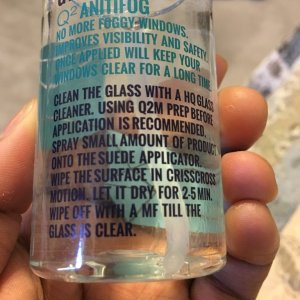 Q² ANITIFOG
NO MORE FOGGY WINDOWS.
IMPROVES VISIBILITY AND SAFETY
ONCE APPLIED WILL KEEP YOUR
WINDOWS CLEAR FOR A LONG TIME
CLEAN THE GLASS WITH A HQ GLASS
CLEANER. USING Q2M PREP BEFORE
APPLICATION IS RECOMMENDED.
SPRAY SMALL AMOUNT OF PRODUCT
ONTO THE SUEDE APPLICATOR.
WIPE THE SURFACE IN CRISSCROSS
MOTION. LET IT DRY FOR 2-5 MIN.
WIPE OFF WITH A MF TILL THE
GLASS IS CLEAR.